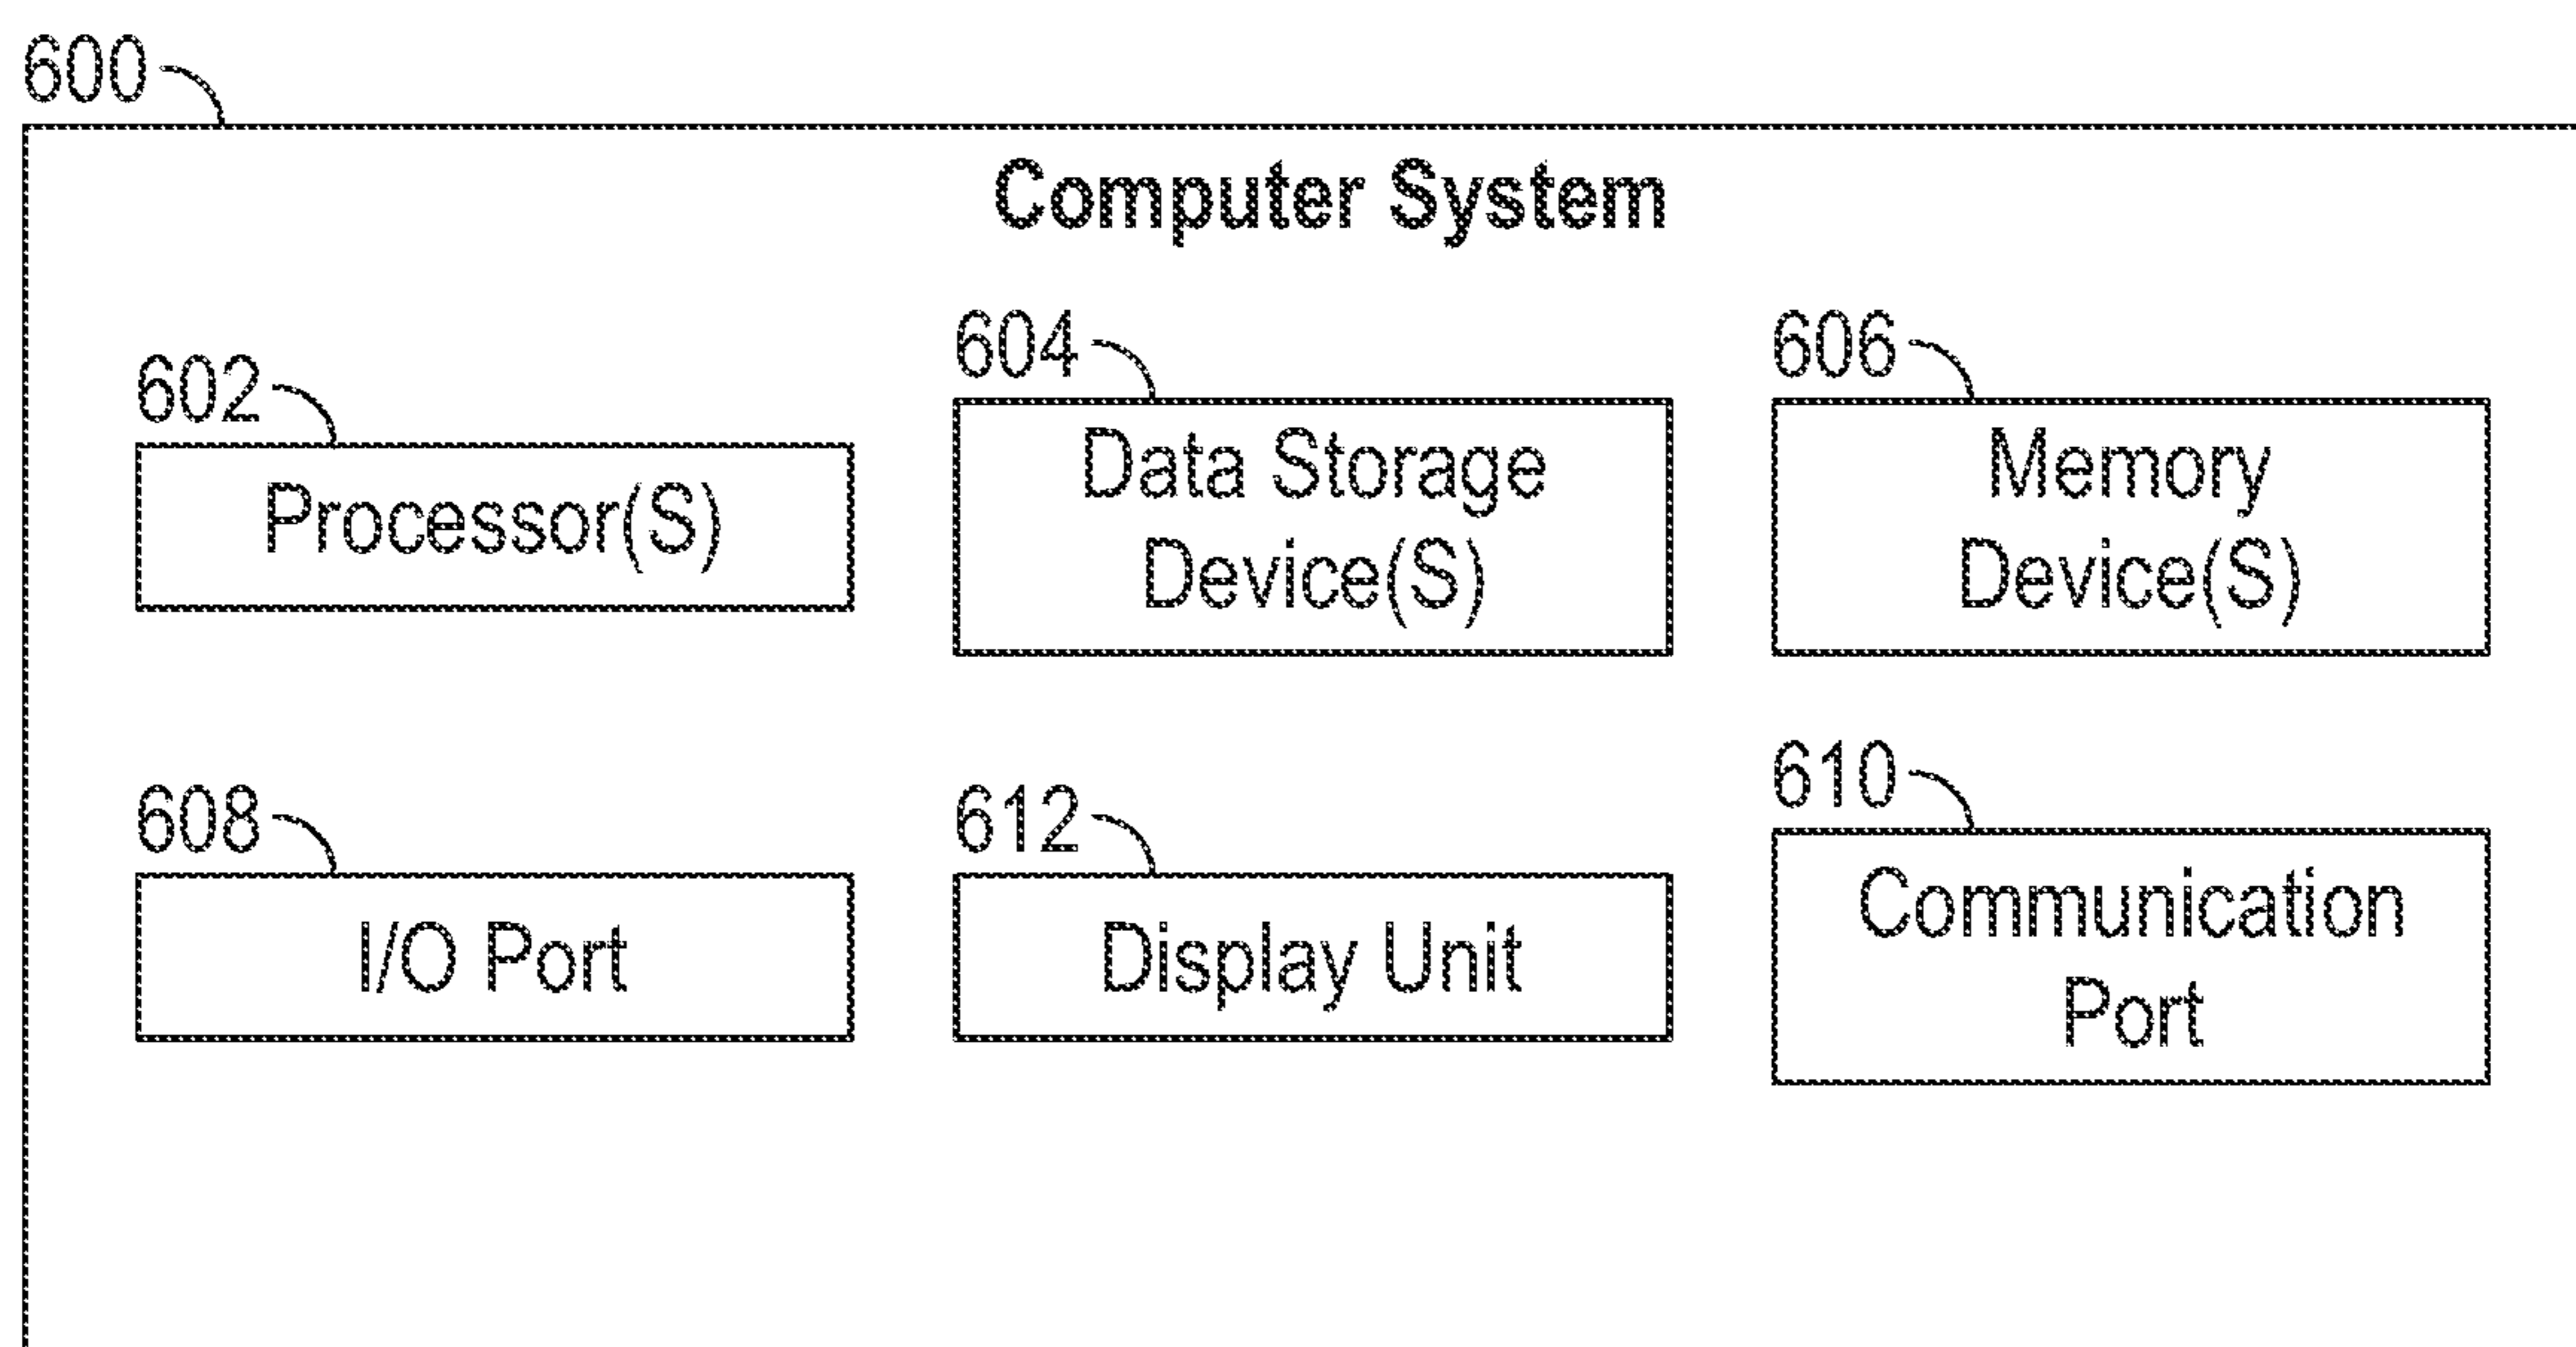 600
Computer System
602
Processor(S)
604
Data Storage
Device(S)
606
Memory
Device(S)
608
I/O Port
612
Display Unit
610
Communication
Port